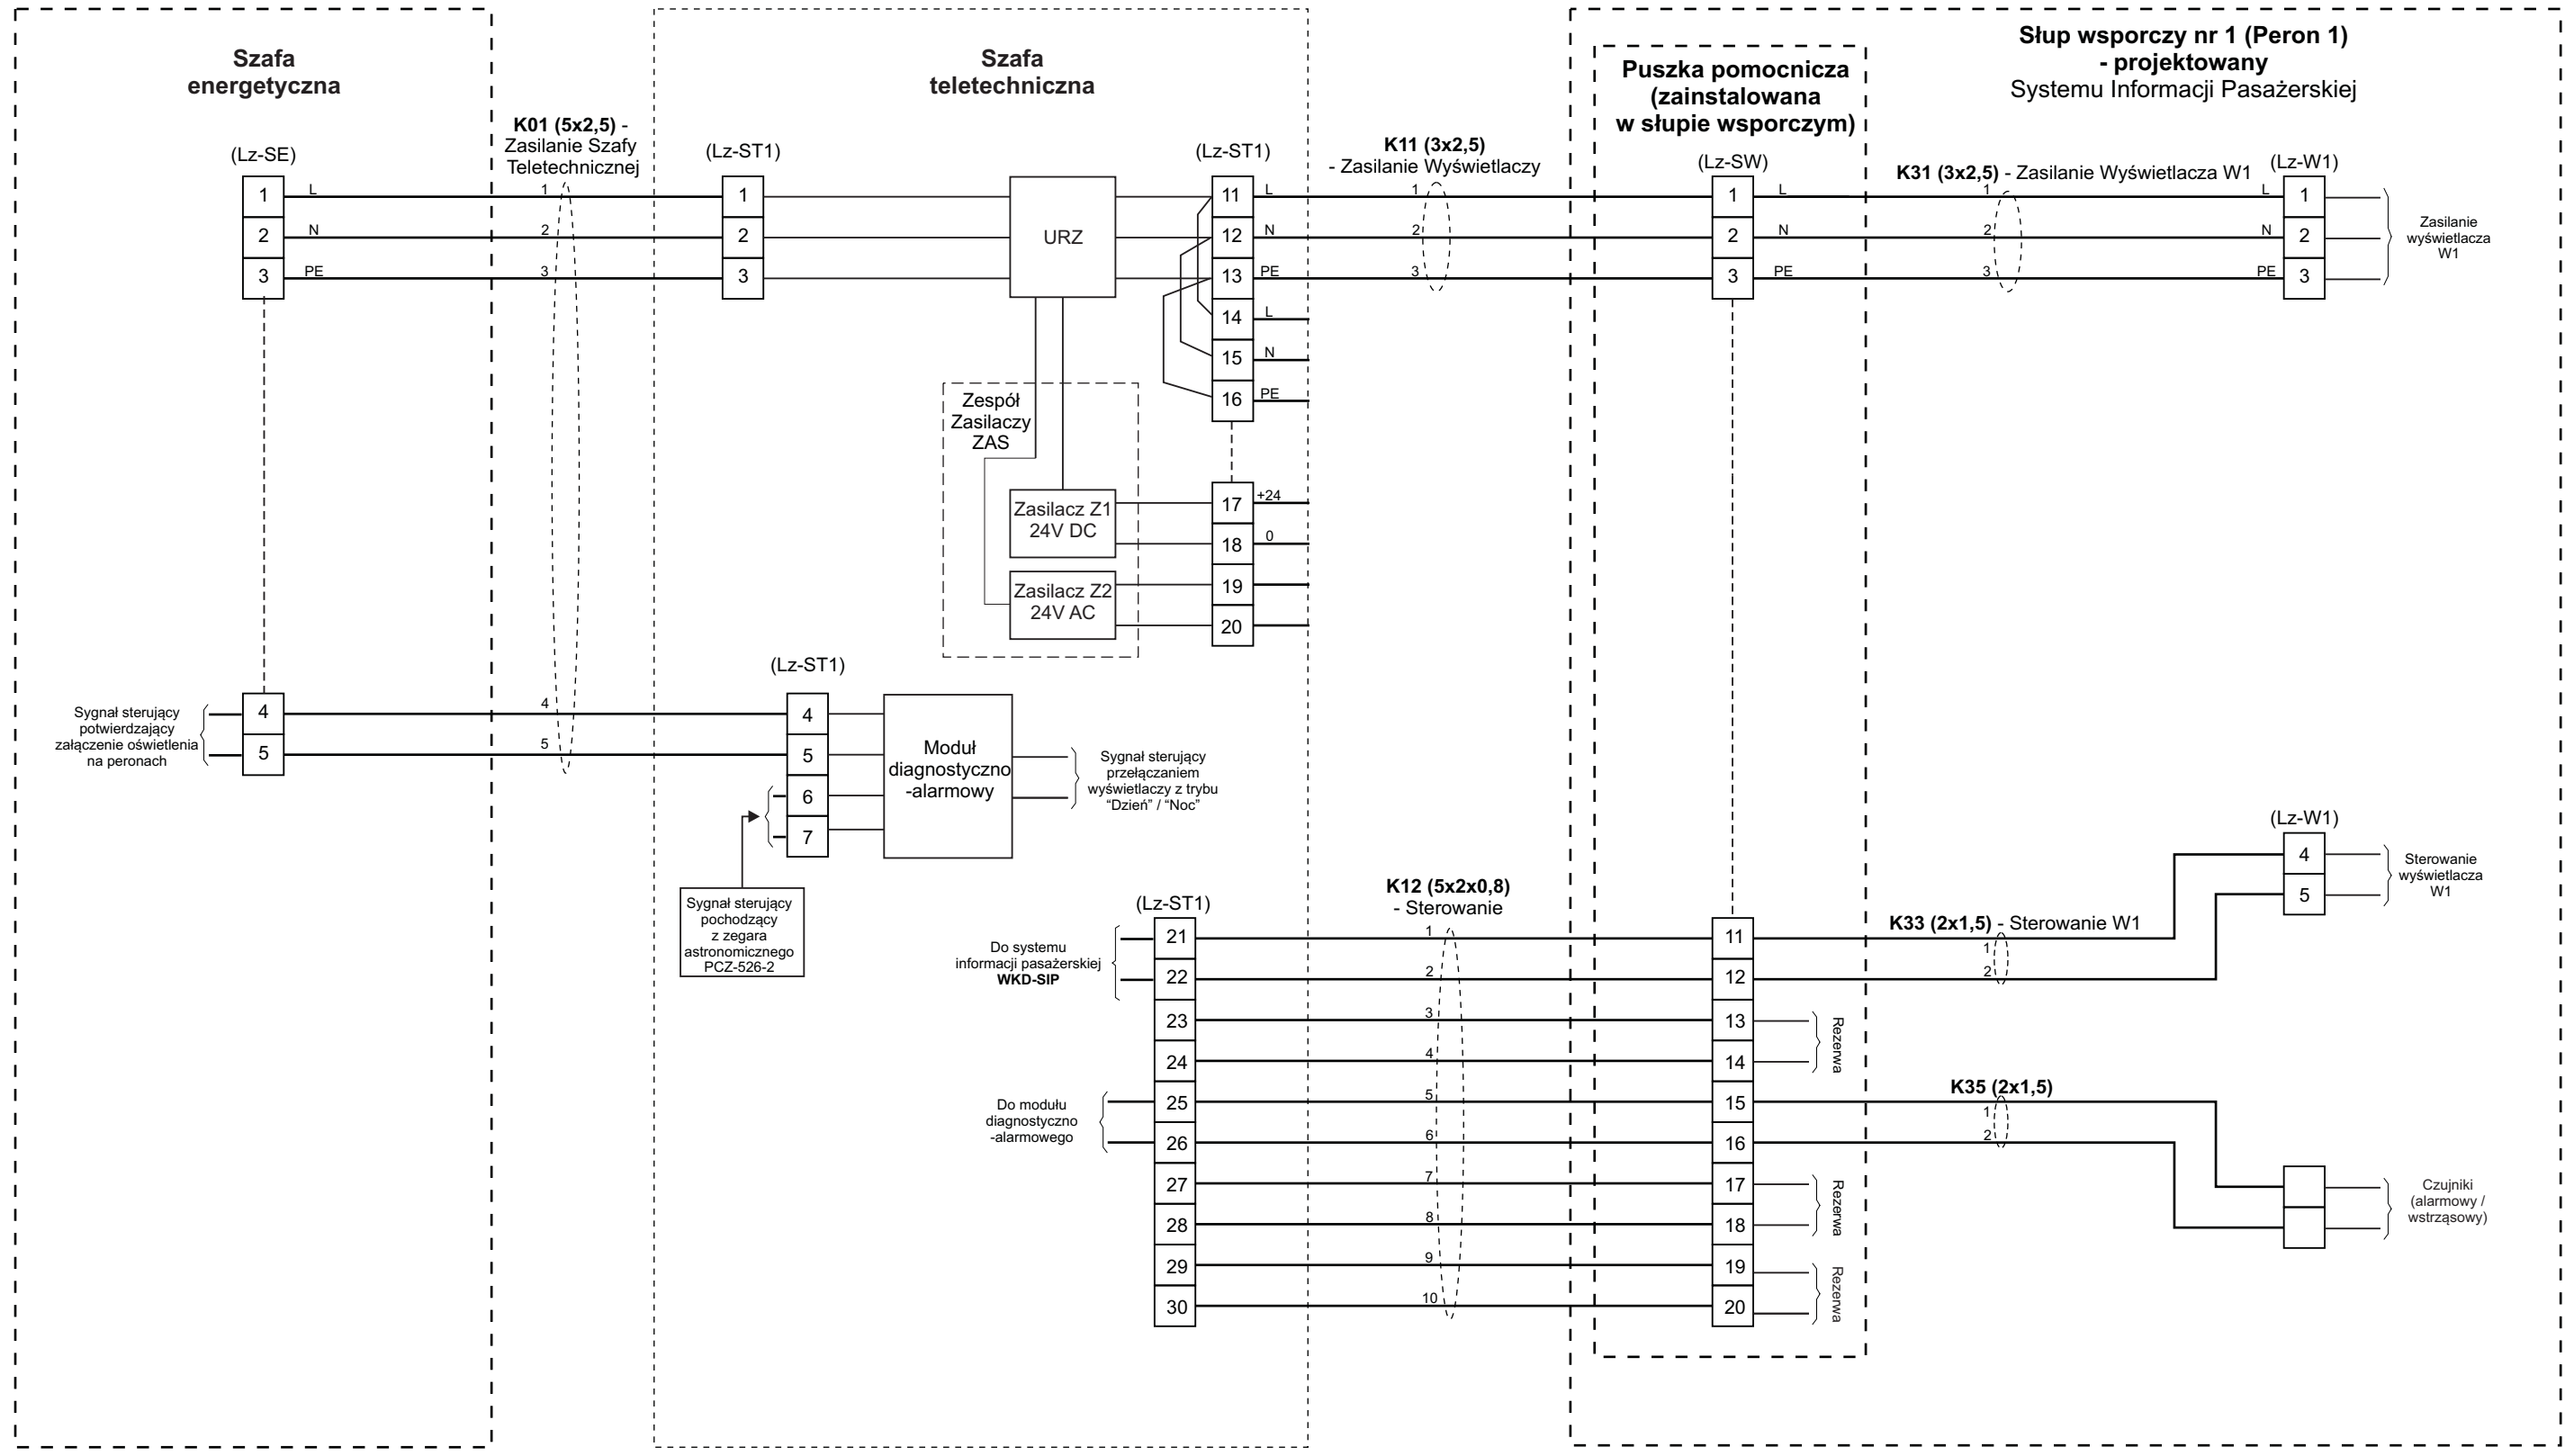 Szafa
energetyczna
(Lz-SE)
1
2
3
L
N
PE
Sygnał sterujący
potwierdzający
załączenie oświetlenia
na peronach
4
5
K01 (5x2,5) -
Zasilanie Szafy
Teletechnicznej
1
2
3
4
5
Szafa
teletechniczna
(Lz-ST1)
1
2
3
URZ
(Lz-ST1)
11
12
13
14
15
16
L
N
PE
L
N
PE
Zespół
Zasilaczy
ZAS
Zasilacz Z1
24V DC
Zasilacz Z2
24V AC
17
18
19
20
+24
0
(Lz-ST1)
4
5
6
7
Moduł
diagnostyczno
-alarmowy
Sygnał sterujący
przełączaniem
wyświetlaczy z trybu
“Dzień” / “Noc”
Sygnał sterujący
pochodzący
z zegara
astronomicznego
PCZ-526-2
(Lz-ST1)
Do systemu
informacji pasażerskiej
WKD-SIP
Do modułu
diagnostyczno
-alarmowego
21
22
23
24
25
26
27
28
29
30
K11 (3x2,5)
- Zasilanie Wyświetlaczy
1
2
3
K12 (5x2x0,8)
- Sterowanie
1
2
3
4
5
6
7
8
9
10
Słup wsporczy nr 1 (Peron 1)
- projektowany
Systemu Informacji Pasażerskiej
Puszka pomocnicza
(zainstalowana
w słupie wsporczym)
(Lz-SW)
1
2
3
L
N
PE
11
12
13
14
15
16
17
18
19
20
Rezerwa
Rezerwa
Rezerwa
K31 (3x2,5) - Zasilanie Wyświetlacza W1
1
2
3
L
N
PE
(Lz-W1)
1
2
3
Zasilanie
wyświetlacza
W1
K33 (2x1,5) - Sterowanie W1
1
2
(Lz-W1)
4
5
Sterowanie
wyświetlacza
W1
K35 (2x1,5)
1
2
Czujniki
(alarmowy /
wstrząsowy)